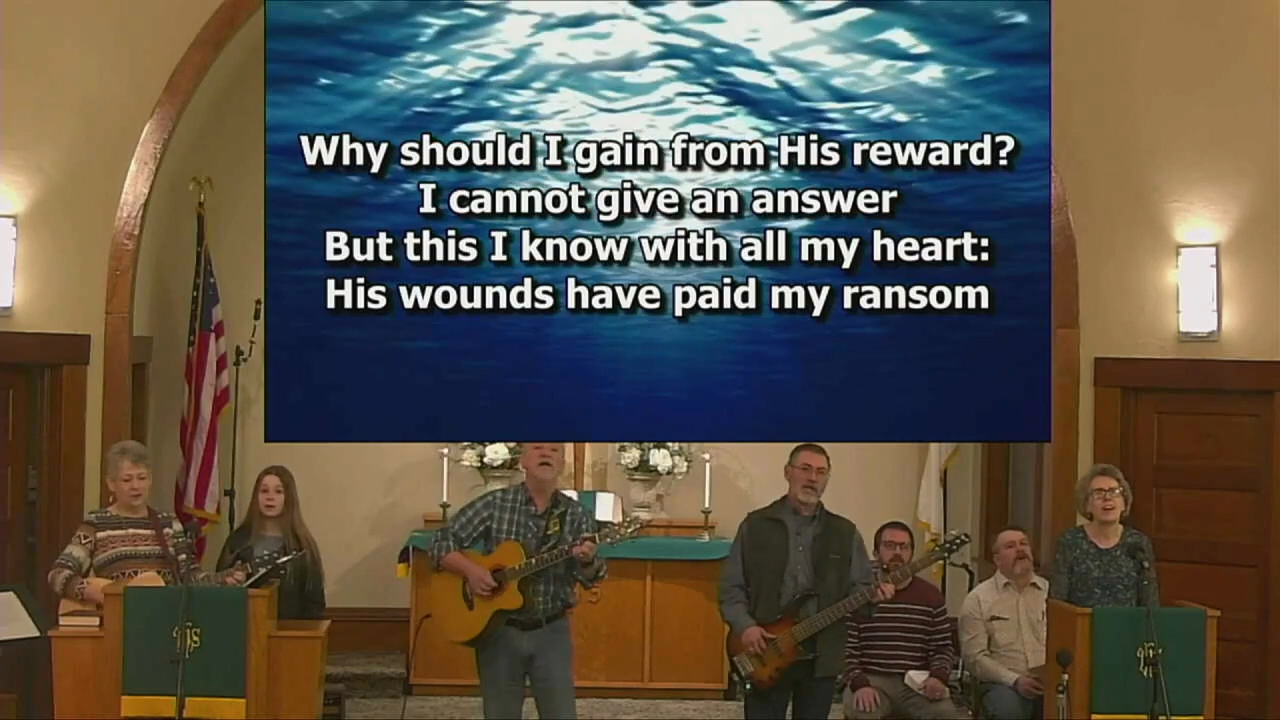 Why should I gain from His reward?
I cannot give an answer
But this I know with all my heart:
His wounds have paid my ransom
IHS